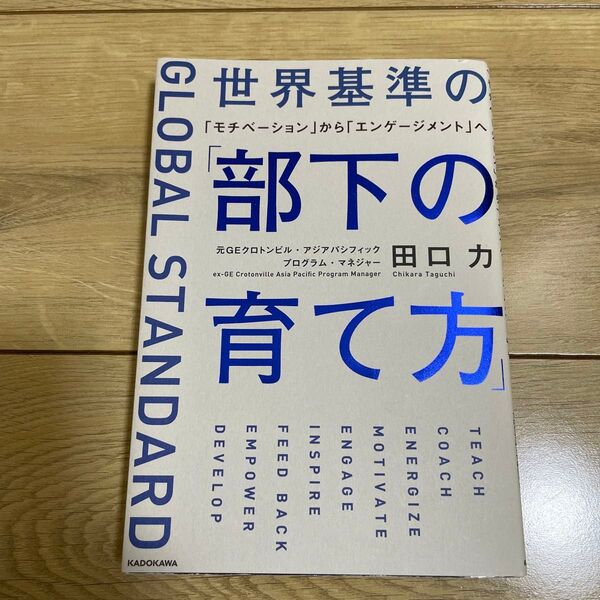 GLOBAL STANDARD
世界基準の
「モチベーション」から「エンゲージメント」へ
「部下の
元GEクロトンビル・アジアパシフィック
プログラム・マネジャー
ex-GE Crotonville Asia Pacific Program Manager
田口 力
Chikara Taguchi
育て方」
TEACH
COACH
ENERGIZE
MOTIVATE
ENGAGE
INSPIRE
FEED BACK
EMPOWER
DEVELOP
KADOKAWA